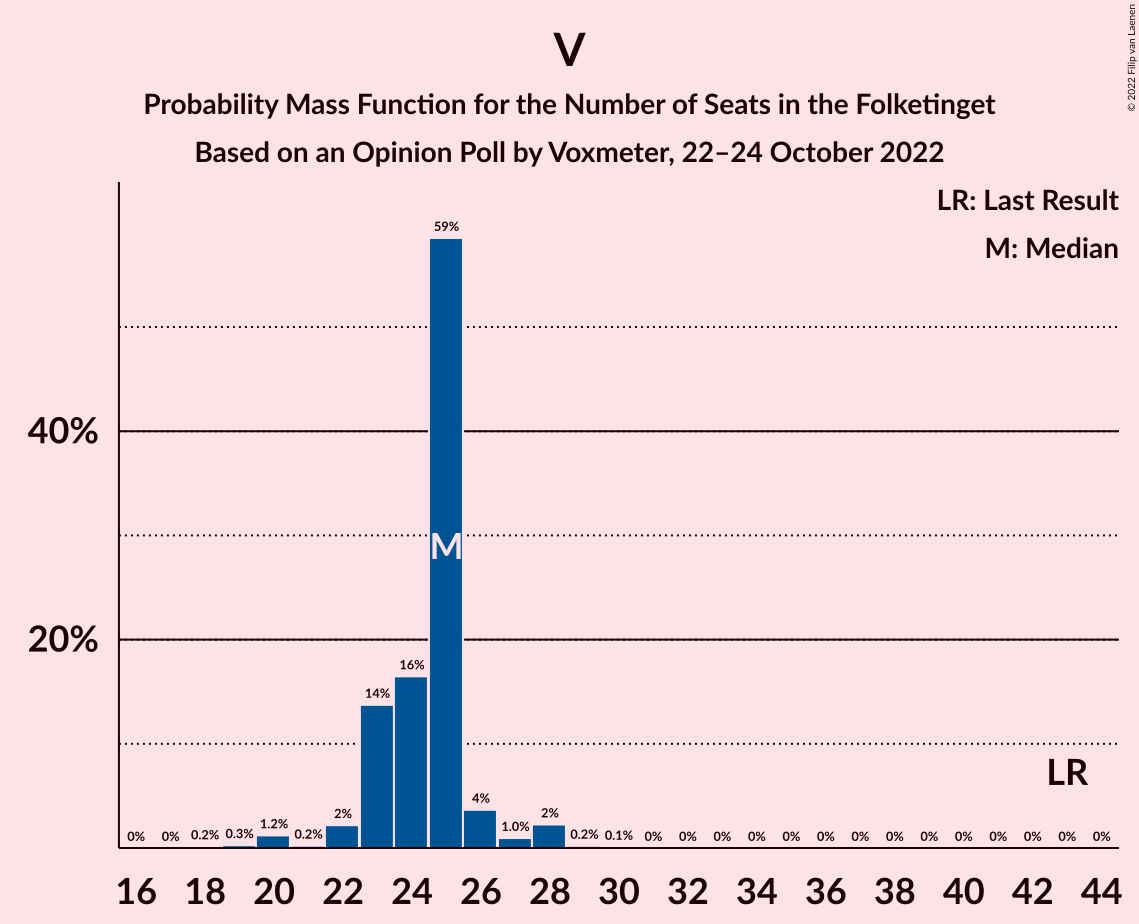 V
Probability Mass Function for the Number of Seats in the Folketinget
Based on an Opinion Poll by Voxmeter, 22–24 October 2022
© 2022 Filip van Laenen
LR: Last Result
M: Median
59%
40%
M
20%
16%
14%
LR
0% 0% 0.2% 0.3% 1.2% 0.2% 2% 4% 1.0% 2% 0.2% 0.1% 0% 0% 0% 0% 0% 0% 0% 0% 0% 0% 0% 0% 0% 0%
16 18 20 22 24 26 28 30 32 34 36 38 40 42 44